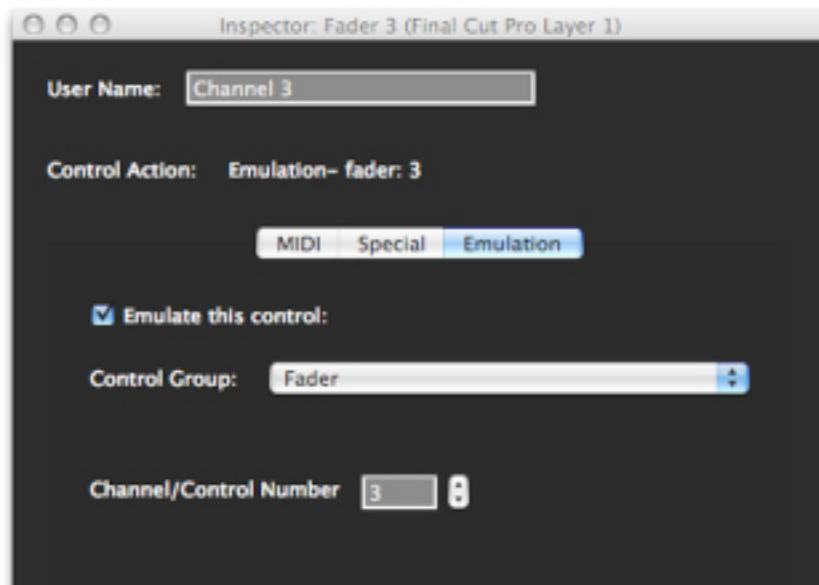 Inspector: Fader 3 (Final Cut Pro Layer 1)
User Name: Channel 3
Control Action: Emulation- fader: 3
MIDI Special Emulation
Emulate this control:
Control Group: Fader
Channel/Control Number 3